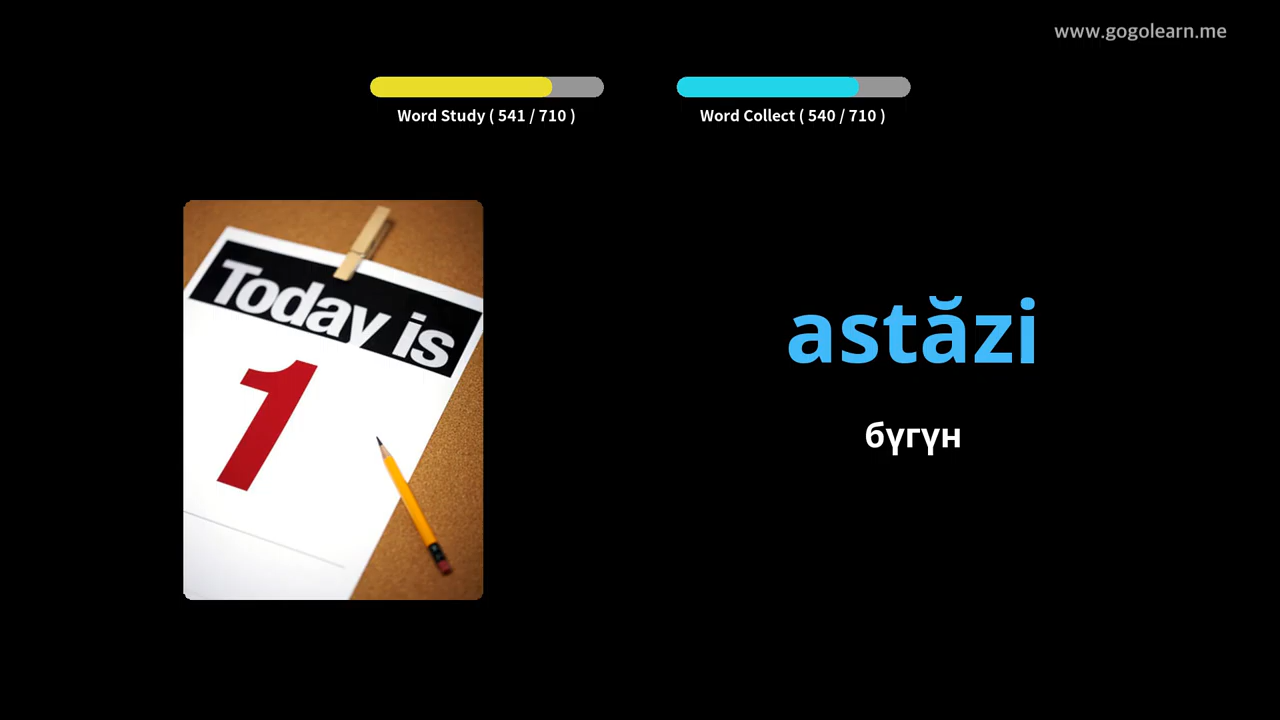 www.gogolearn.me
Word Study ( 541 / 710 )
Word Collect ( 540 / 710 )
Today is
1
astăzi
бүгүн